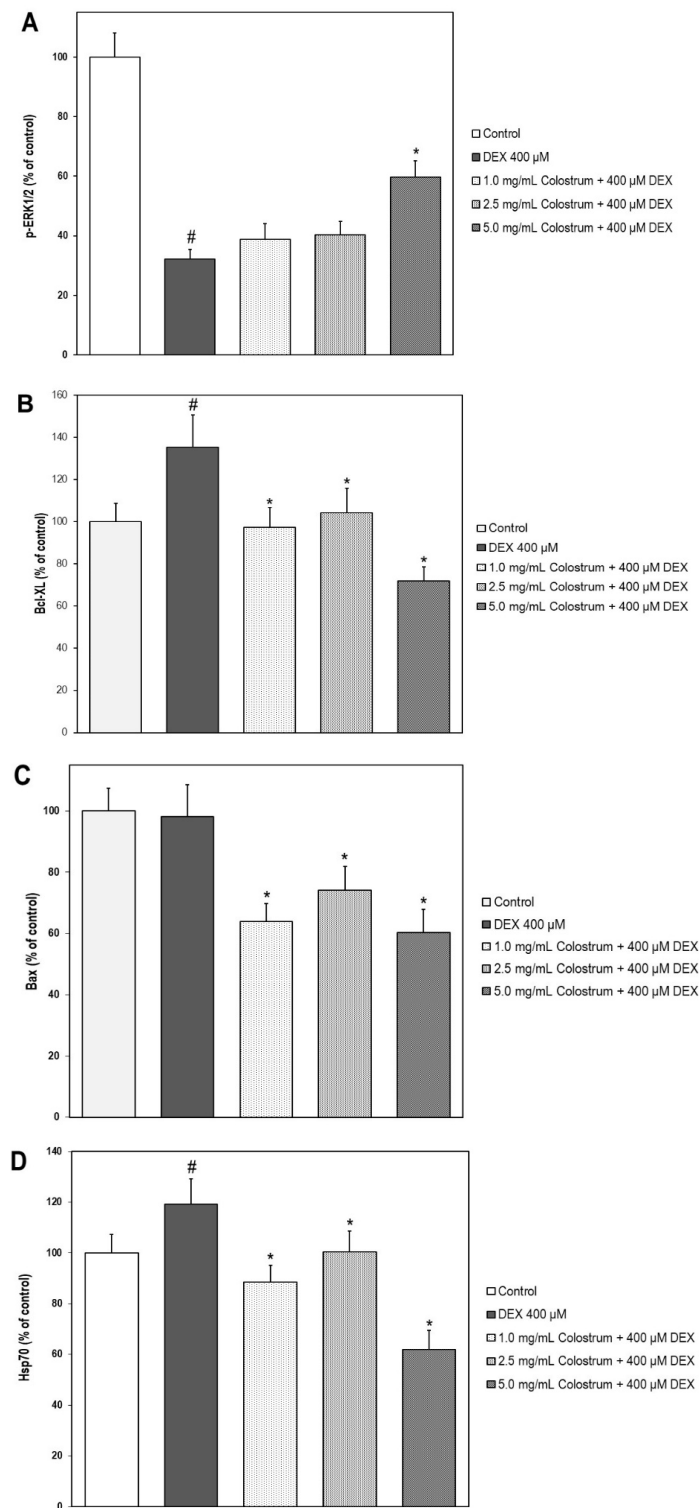 A
p-ERK1/2 (% of control)
100
80
60
40
20
0
#
*
Control
DEX 400 µM
1.0 mg/mL Colostrum + 400 µM DEX
2.5 mg/mL Colostrum + 400 µM DEX
5.0 mg/mL Colostrum + 400 µM DEX
B
Bcl-XL (% of control)
160
140
120
100
80
60
40
20
0
#
*
*
*
Control
DEX 400 µM
1.0 mg/mL Colostrum + 400 µM DEX
2.5 mg/mL Colostrum + 400 µM DEX
5.0 mg/mL Colostrum + 400 µM DEX
C
Bax (% of control)
100
80
60
40
20
0
*
*
*
Control
DEX 400 µM
1.0 mg/mL Colostrum + 400 µM DEX
2.5 mg/mL Colostrum + 400 µM DEX
5.0 mg/mL Colostrum + 400 µM DEX
D
Hsp70 (% of control)
140
120
100
80
60
40
20
0
#
*
*
*
Control
DEX 400 µM
1.0 mg/mL Colostrum + 400 µM DEX
2.5 mg/mL Colostrum + 400 µM DEX
5.0 mg/mL Colostrum + 400 µM DEX